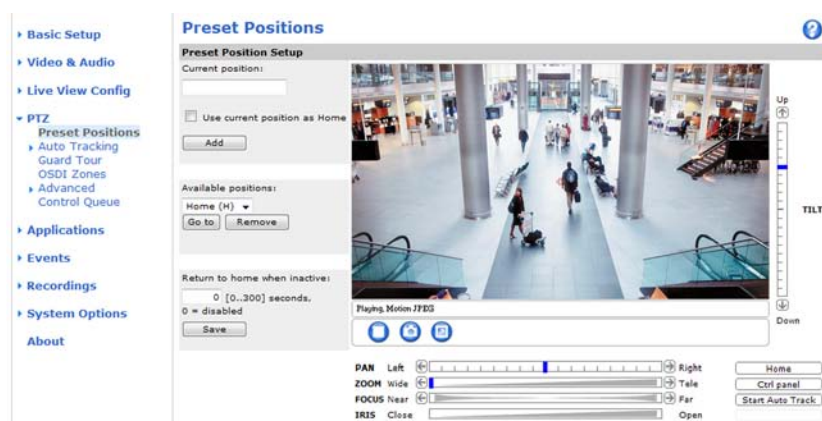 Basic Setup
Video & Audio
Live View Config
PTZ
Preset Positions
Auto Tracking
Guard Tour
OSDI Zones
Advanced
Control Queue
Applications
Events
Recordings
System Options
About
Preset Positions
?
Preset Position Setup
Current position:
Use current position as Home
Add
Available positions:
Home (H)
Go to Remove
Return to home when inactive:
0 [0..300] seconds,
0 = disabled
Save
Up
TILT
Down
Playing, Motion JPEG
PAN Left Right Home
ZOOM Wide Tele Ctrl panel
FOCUS Near Far Start Auto Track
IRIS Close Open